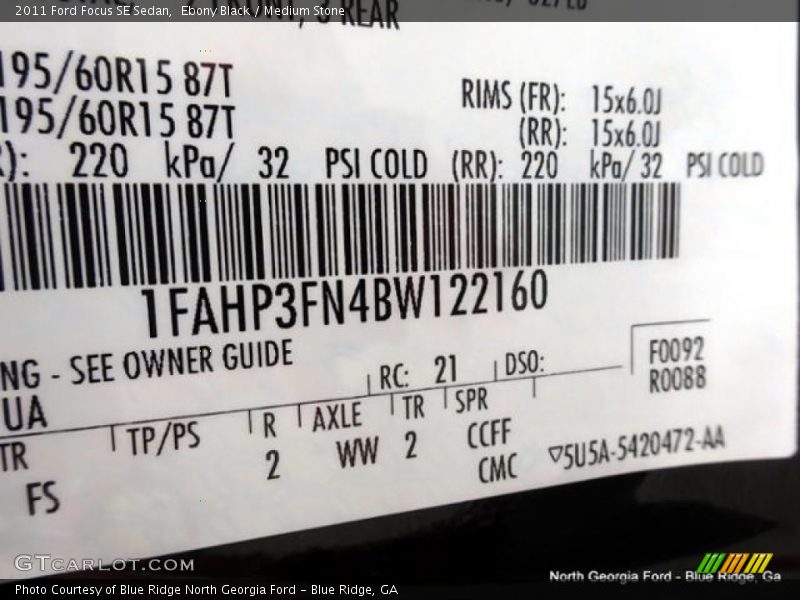 2011 Ford Focus SE Sedan, Ebony Black / Medium Stone
3 REAR
195/60R15 87T
RIMS (FR): 15x6.0J
195/60R15 87T
(RR): 15x6.0J
): 220 kPa/ 32 PSI COLD (RR): 220 kPa/ 32 PSI COLD
1FAHP3FN4BW122160
NG - SEE OWNER GUIDE
RC: 21 DSO:
F0092
R0088
UA
TR TP/PS R AXLE TR SPR
2 WW 2 CCFF
FS
CMC
▽5U5A-5420472-AA
GTCARLOT.COM
North Georgia Ford - Blue Ridge, Ga
Photo Courtesy of Blue Ridge North Georgia Ford - Blue Ridge, GA